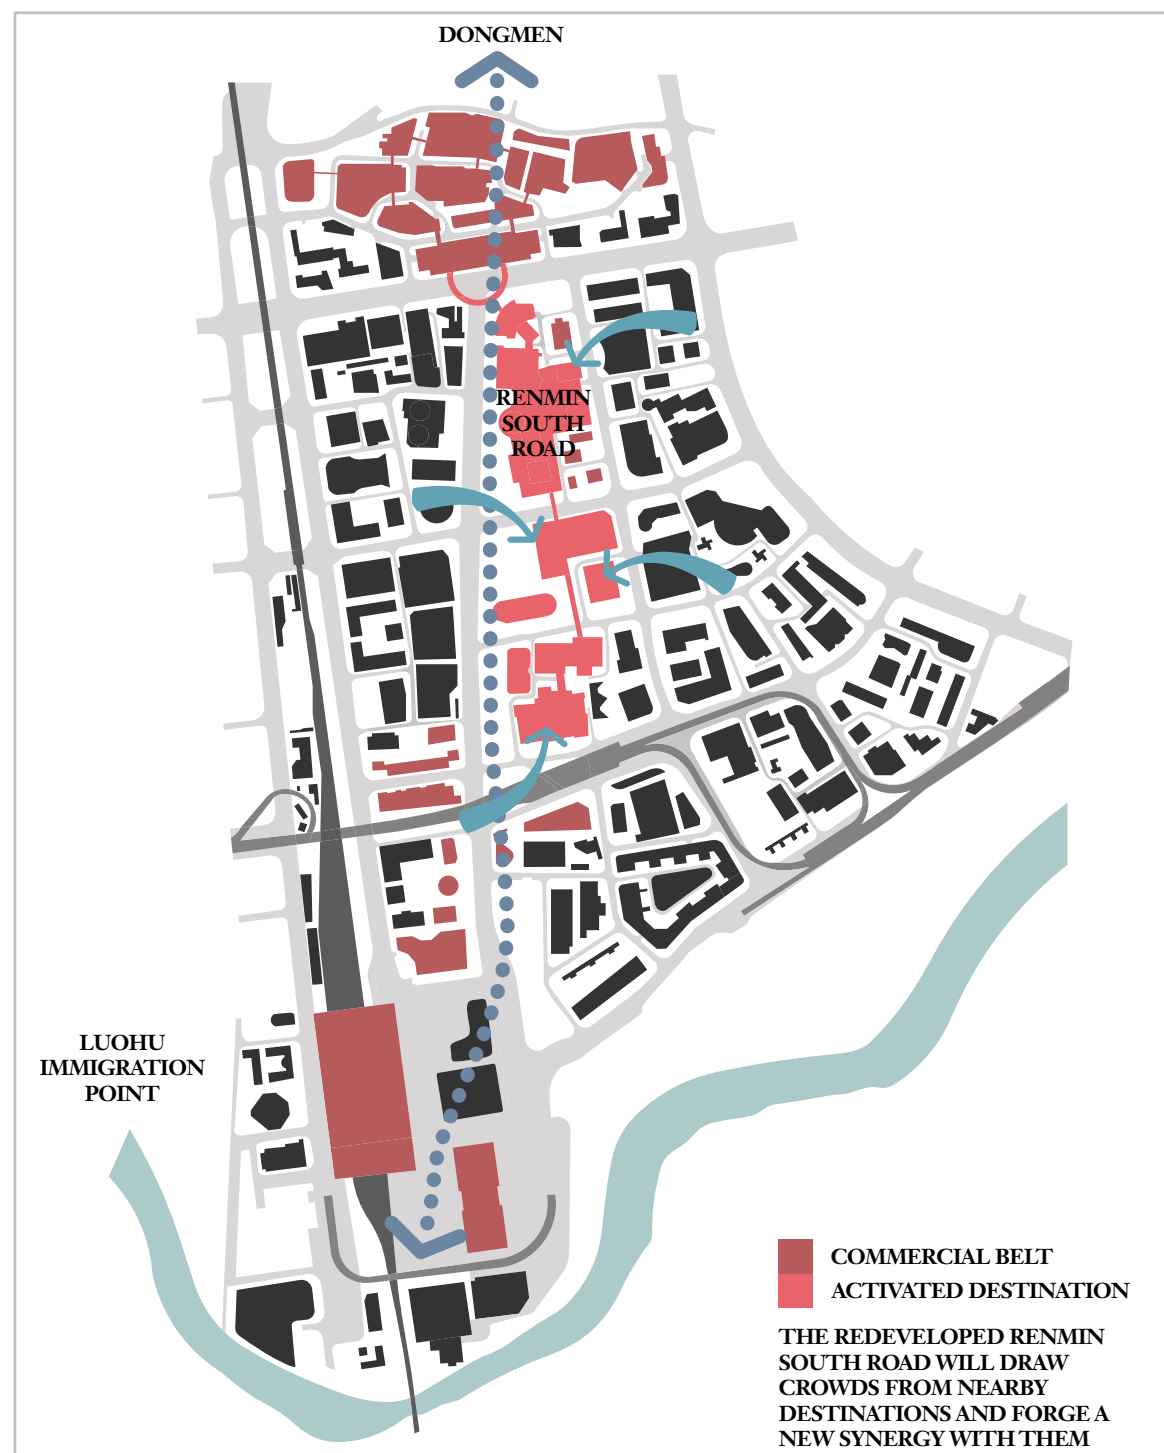 DONGMEN
RENMIN
SOUTH
ROAD
LUOHU
IMMIGRATION
POINT
COMMERCIAL BELT
ACTIVATED DESTINATION
THE REDEVELOPED RENMIN
SOUTH ROAD WILL DRAW
CROWDS FROM NEARBY
DESTINATIONS AND FORGE A
NEW SYNERGY WITH THEM